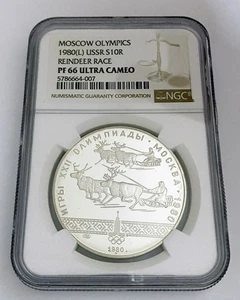 MOSCOW OLYMPICS
1980(L) USSR S10R
REINDEER RACE
PF 66 ULTRA CAMEO
5786664-007
NUMISMATIC GUARANTY CORPORATION
NGC
ИГРЫ XXII ОЛИМПИАДЫ • МОСКВА • 1980
1980